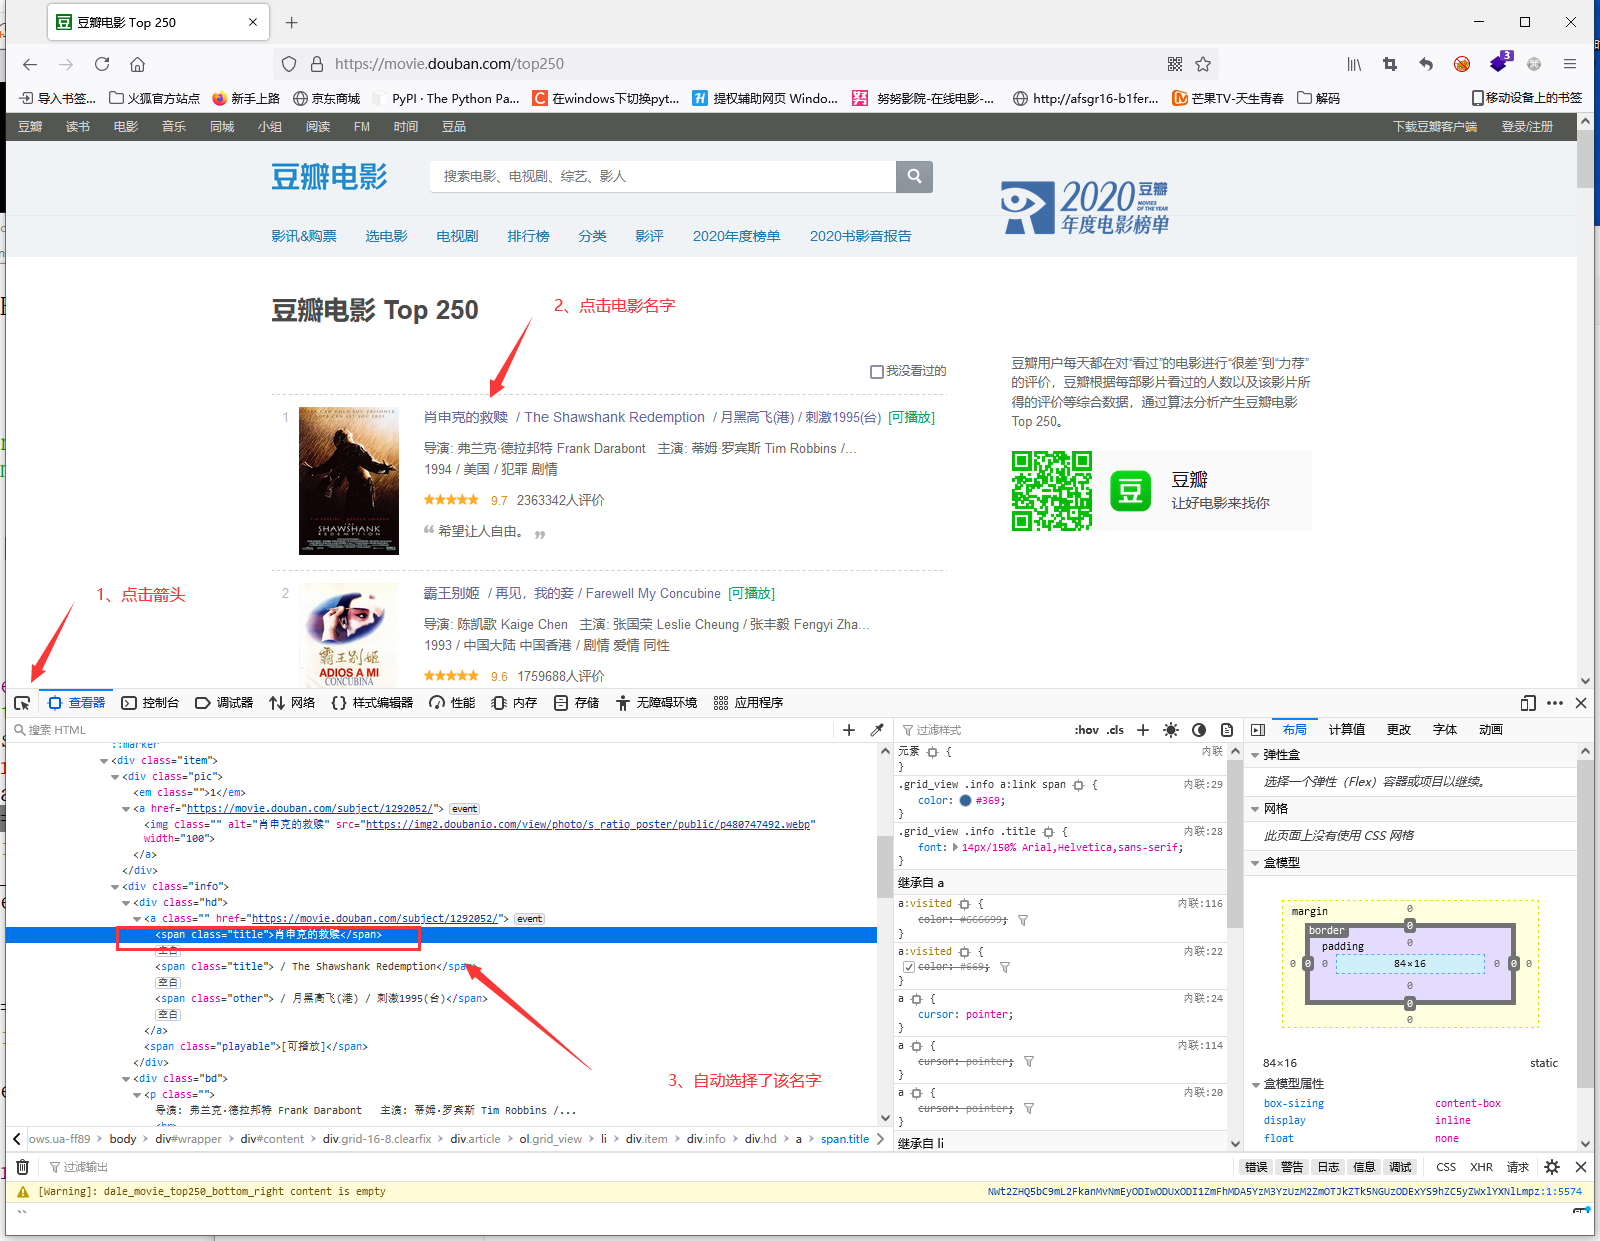 豆瓣电影 Top 250
https://movie.douban.com/top250
3
导入书签...
火狐官方站点
新手上路
京东商城
PyPI · The Python Pa...
在windows下切换pyt...
提权辅助网页 Windo...
努努影院-在线电影-...
http://afsgr16-b1fer...
芒果TV-天生青春
解码
移动设备上的书签
豆瓣 读书 电影 音乐 同城 小组 阅读 FM 时间 豆品
下载豆瓣客户端 登录/注册
豆瓣电影
搜索电影、电视剧、综艺、影人
2020 豆瓣
MOVIES OF THE YEAR
年度电影榜单
影讯&购票 选电影 电视剧 排行榜 分类 影评 2020年度榜单 2020书影音报告
豆瓣电影 Top 250
2、点击电影名字
我没看过的
1
肖申克的救赎 / The Shawshank Redemption / 月黑高飞(港) / 刺激1995(台) [可播放]
导演: 弗兰克·德拉邦特 Frank Darabont 主演: 蒂姆·罗宾斯 Tim Robbins /...
1994 / 美国 / 犯罪 剧情
9.7 2363342人评价
“ 希望让人自由。 ”
THE
SHAWSHANK
REDEMPTION
豆瓣用户每天都在对“看过”的电影进行“很差”到“力荐”
的评价，豆瓣根据每部影片看过的人数以及该影片所
得的评价等综合数据，通过算法分析产生豆瓣电影
Top 250。
豆
豆瓣
让好电影来找你
1、点击箭头
2
霸王别姬 / 再见，我的妾 / Farewell My Concubine [可播放]
导演: 陈凯歌 Kaige Chen 主演: 张国荣 Leslie Cheung / 张丰毅 Fengyi Zha...
1993 / 中国大陆 中国香港 / 剧情 爱情 同性
9.6 1759688人评价
霸王别姬
ADIOS A MI
CONCUBINA
查看器 控制台 调试器 网络 样式编辑器 性能 内存 存储 无障碍环境 应用程序
搜索 HTML
::marker
<div class="item">
<div class="pic">
<em class="">1</em>
<a href="https://movie.douban.com/subject/1292052/"> event
<img class="" alt="肖申克的救赎" src="https://img2.doubanio.com/view/photo/s_ratio_poster/public/p480747492.webp"
width="100">
</a>
</div>
<div class="info">
<div class="hd">
<a class="" href="https://movie.douban.com/subject/1292052/"> event
<span class="title">肖申克的救赎</span>
空白
<span class="title"> / The Shawshank Redemption</span>
空白
<span class="other"> / 月黑高飞(港) / 刺激1995(台)</span>
空白
</a>
<span class="playable">[可播放]</span>
</div>
<div class="bd">
<p class="">
导演: 弗兰克·德拉邦特 Frank Darabont 主演: 蒂姆·罗宾斯 Tim Robbins /...
<br>
3、自动选择了该名字
ows.ua-ff89 > body > div#wrapper > div#content > div.grid-16-8.clearfix > div.article > ol.grid_view > li > div.item > div.info > div.hd > a > span.title
过滤样式
:hov .cls
元素 { 内联
}
.grid_view .info a:link span { 内联:29
color: #369;
}
.grid_view .info .title { 内联:28
font: 14px/150% Arial,Helvetica,sans-serif;
}
继承自 a
a:visited { 内联:116
color: #666699;
}
a:visited { 内联:22
color: #669;
}
a { 内联:24
cursor: pointer;
}
a { 内联:114
cursor: pointer;
}
a { 内联:20
cursor: pointer;
}
继承自 li
布局 计算值 更改 字体 动画
弹性盒
选择一个弹性（Flex）容器或项目以继续。
网格
此页面上没有使用 CSS 网格
盒模型
margin 0
border 0
padding 0
0 0 0 84×16 0 0 0
0
0
0
84×16 static
盒模型属性
box-sizing content-box
display inline
float none
过滤输出
错误 警告 日志 信息 调试 CSS XHR 请求
[Warning]: dale_movie_top250_bottom_right content is empty
NWt2ZHQ5bC9mL2FkanMvNmEyODIwODUxODI1ZmFhMDA5YzM3YzUzM2ZmOTJkZTk5NGUzODExYS9hZC5yZWxlYXNlLmpz:1:5574